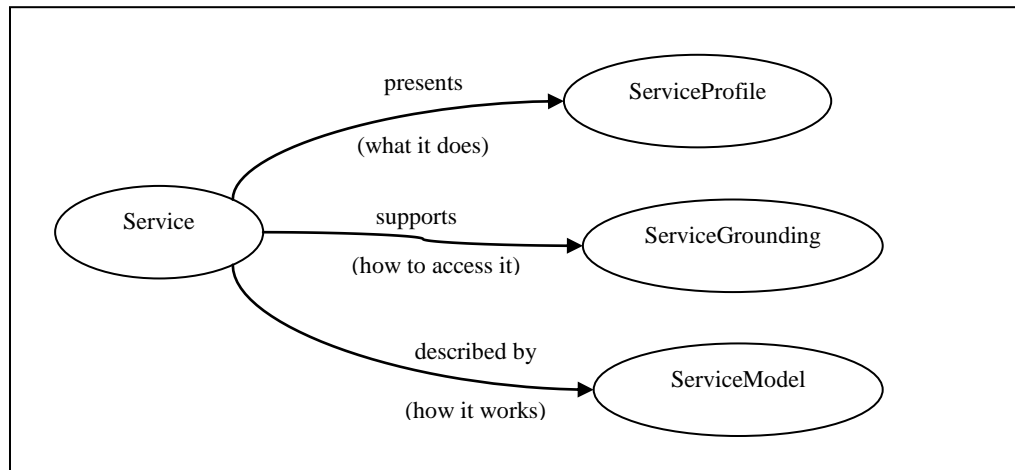 presents
ServiceProfile
(what it does)
Service
supports
ServiceGrounding
(how to access it)
described by
ServiceModel
(how it works)